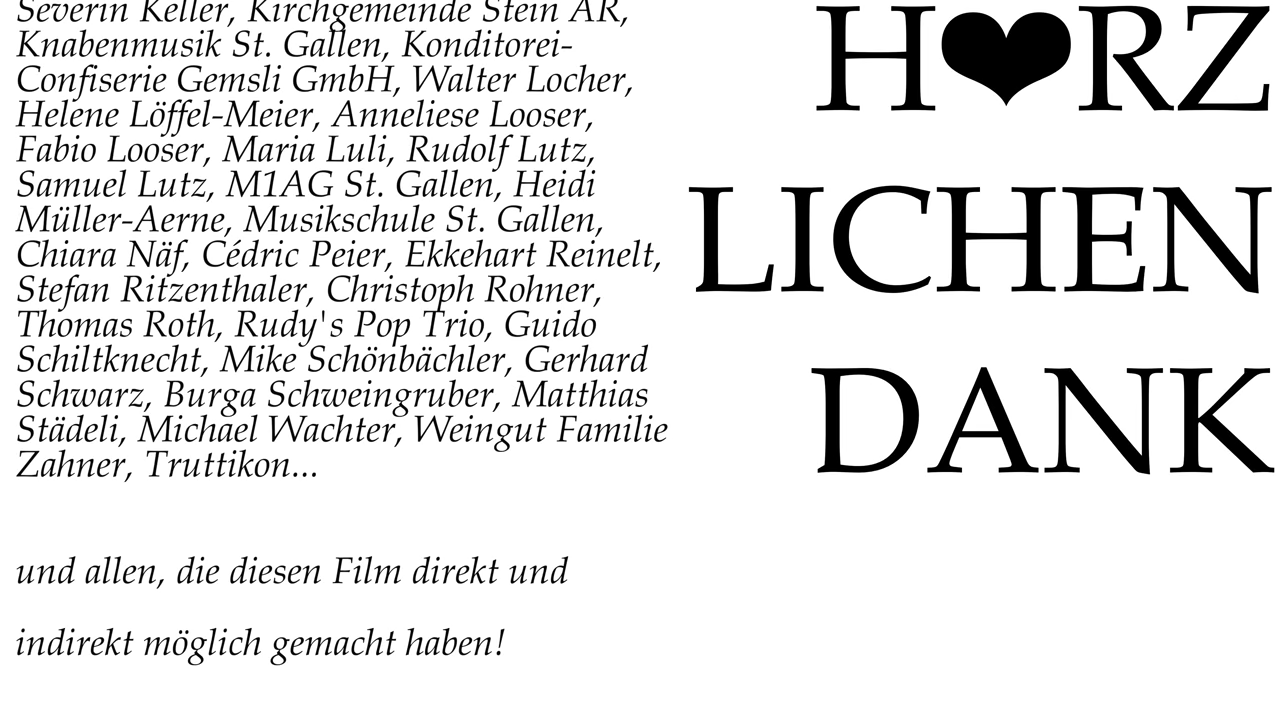 Severin Keller, Kirchgemeinde Stein AR,
Knabenmusik St. Gallen, Konditorei-
Confiserie Gemsli GmbH, Walter Locher,
Helene Löffel-Meier, Anneliese Looser,
Fabio Looser, Maria Luli, Rudolf Lutz,
Samuel Lutz, M1AG St. Gallen, Heidi
Müller-Aerne, Musikschule St. Gallen,
Chiara Näf, Cédric Peier, Ekkehart Reinelt,
Stefan Ritzenthaler, Christoph Rohner,
Thomas Roth, Rudy's Pop Trio, Guido
Schiltknecht, Mike Schönbächler, Gerhard
Schwarz, Burga Schweingruber, Matthias
Städeli, Michael Wachter, Weingut Familie
Zahner, Truttikon...
und allen, die diesen Film direkt und
indirekt möglich gemacht haben!
H♥RZ
LICHEN
DANK